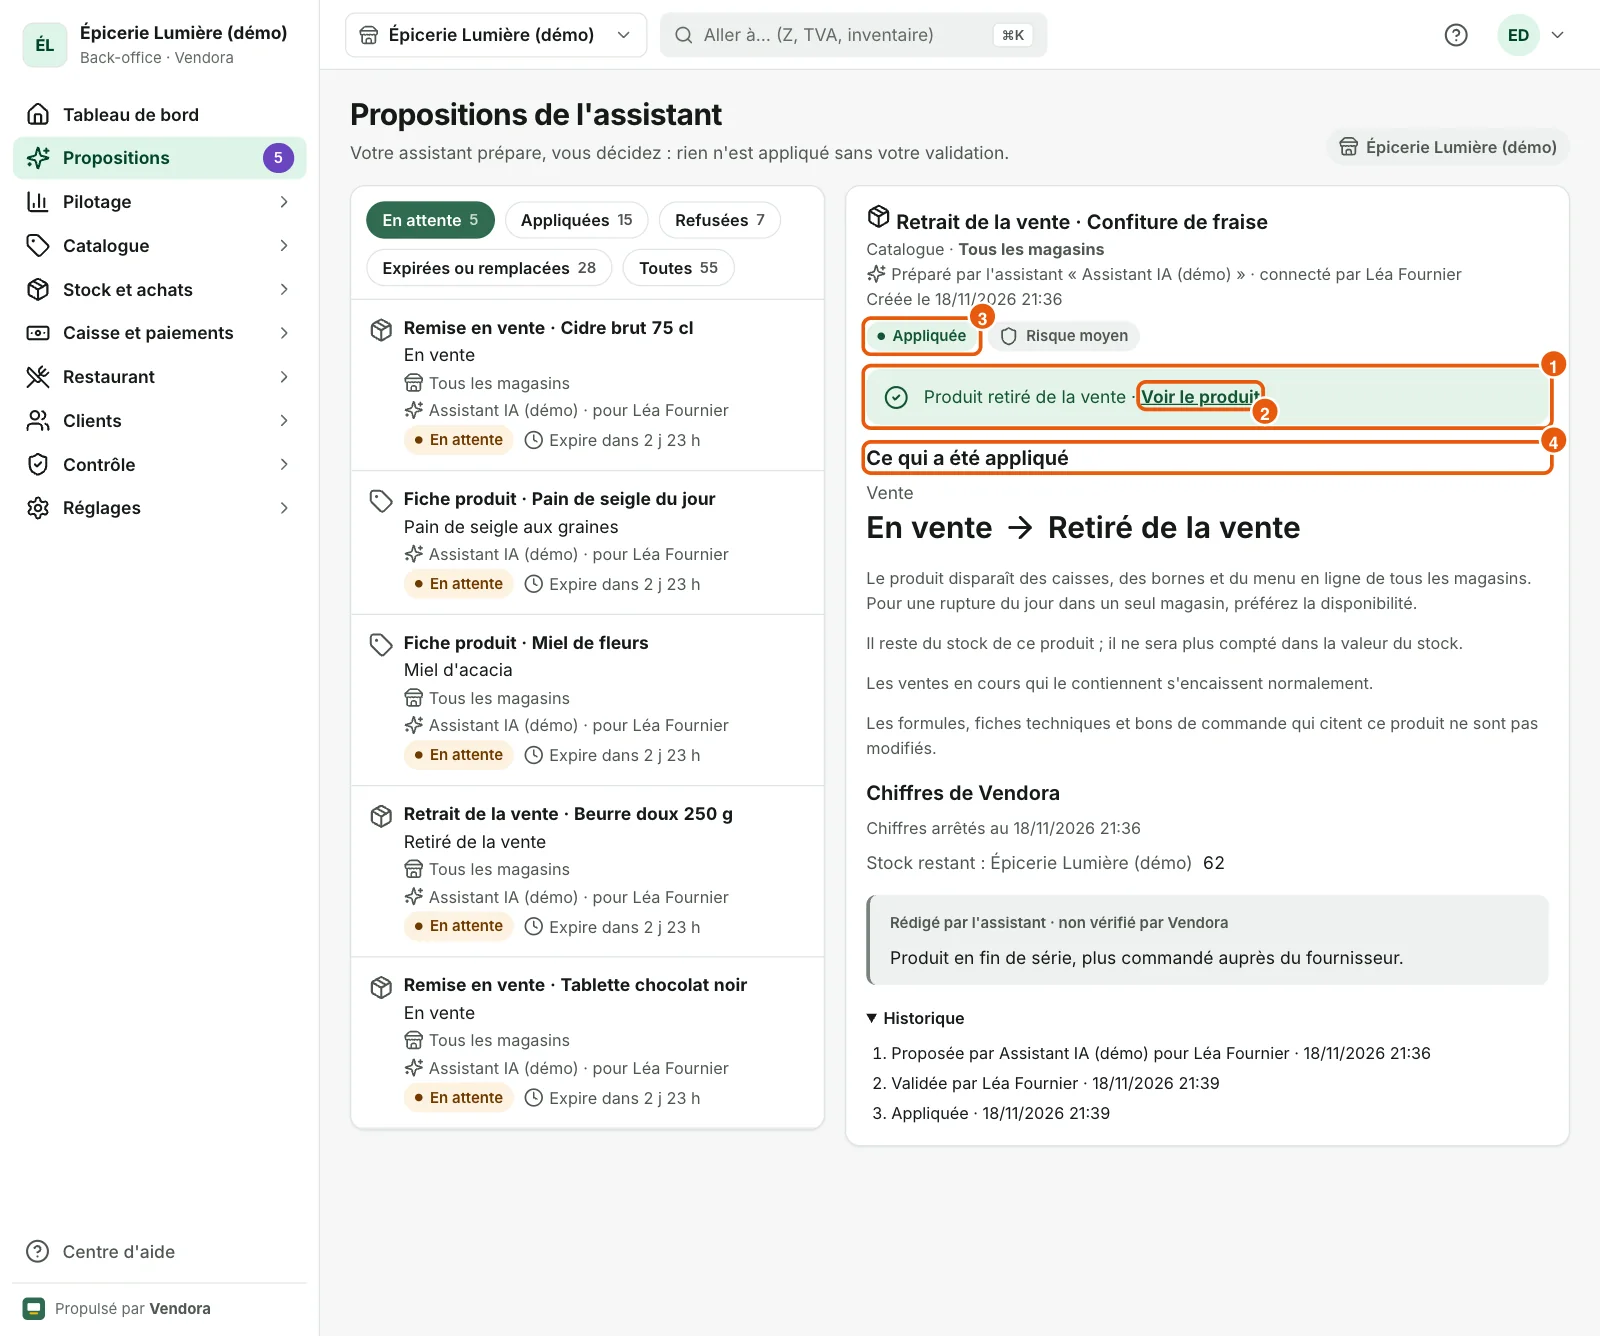 ÉL
Épicerie Lumière (démo)
Back-office · Vendora
Tableau de bord
Propositions 5
Pilotage
Catalogue
Stock et achats
Caisse et paiements
Restaurant
Clients
Contrôle
Réglages
Centre d'aide
Propulsé par Vendora
Épicerie Lumière (démo)
Aller à... (Z, TVA, inventaire) ⌘K
ED
Propositions de l'assistant
Votre assistant prépare, vous décidez : rien n'est appliqué sans votre validation.
Épicerie Lumière (démo)
En attente 5
Appliquées 15
Refusées 7
Expirées ou remplacées 28
Toutes 55
Remise en vente · Cidre brut 75 cl
En vente
Tous les magasins
Assistant IA (démo) · pour Léa Fournier
En attente Expire dans 2 j 23 h
Fiche produit · Pain de seigle du jour
Pain de seigle aux graines
Assistant IA (démo) · pour Léa Fournier
En attente Expire dans 2 j 23 h
Fiche produit · Miel de fleurs
Miel d'acacia
Tous les magasins
Assistant IA (démo) · pour Léa Fournier
En attente Expire dans 2 j 23 h
Retrait de la vente · Beurre doux 250 g
Retiré de la vente
Tous les magasins
Assistant IA (démo) · pour Léa Fournier
En attente Expire dans 2 j 23 h
Remise en vente · Tablette chocolat noir
En vente
Tous les magasins
Assistant IA (démo) · pour Léa Fournier
En attente Expire dans 2 j 23 h
Retrait de la vente · Confiture de fraise
Catalogue · Tous les magasins
Préparé par l'assistant « Assistant IA (démo) » · connecté par Léa Fournier
Créée le 18/11/2026 21:36
3
Appliquée
Risque moyen
1
Produit retiré de la vente · Voir le produit
2
4
Ce qui a été appliqué
Vente
En vente → Retiré de la vente
Le produit disparaît des caisses, des bornes et du menu en ligne de tous les magasins.
Pour une rupture du jour dans un seul magasin, préférez la disponibilité.
Il reste du stock de ce produit ; il ne sera plus compté dans la valeur du stock.
Les ventes en cours qui le contiennent s'encaissent normalement.
Les formules, fiches techniques et bons de commande qui citent ce produit ne sont pas
modifiés.
Chiffres de Vendora
Chiffres arrêtés au 18/11/2026 21:36
Stock restant : Épicerie Lumière (démo) 62
Rédigé par l'assistant · non vérifié par Vendora
Produit en fin de série, plus commandé auprès du fournisseur.
▼ Historique
1. Proposée par Assistant IA (démo) pour Léa Fournier · 18/11/2026 21:36
2. Validée par Léa Fournier · 18/11/2026 21:39
3. Appliquée · 18/11/2026 21:39